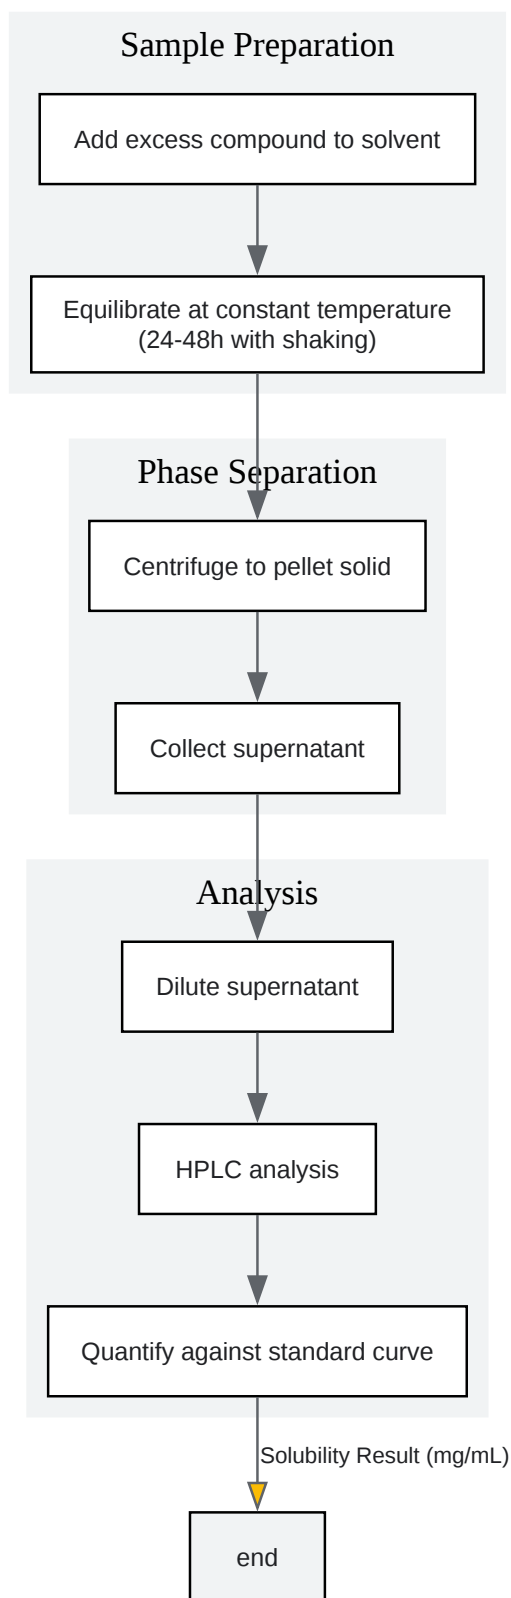 Sample Preparation
Add excess compound to solvent
Equilibrate at constant temperature
(24-48h with shaking)
Phase Separation
Centrifuge to pellet solid
Collect supernatant
Analysis
Dilute supernatant
HPLC analysis
Quantify against standard curve
Solubility Result (mg/mL)
end